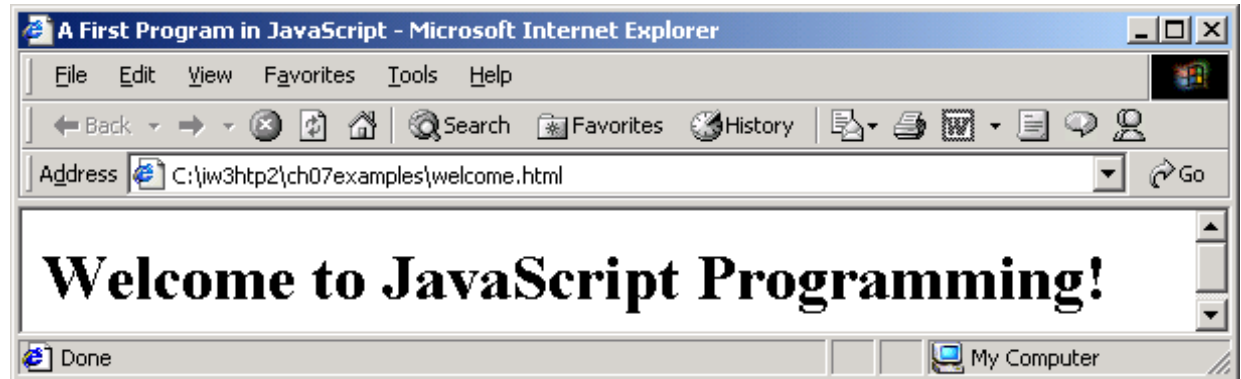 A First Program in JavaScript - Microsoft Internet Explorer
File Edit View Favorites Tools Help
Back Search Favorites History
Address C:\iw3htp2\ch07examples\welcome.html Go
Welcome to JavaScript Programming!
Done My Computer